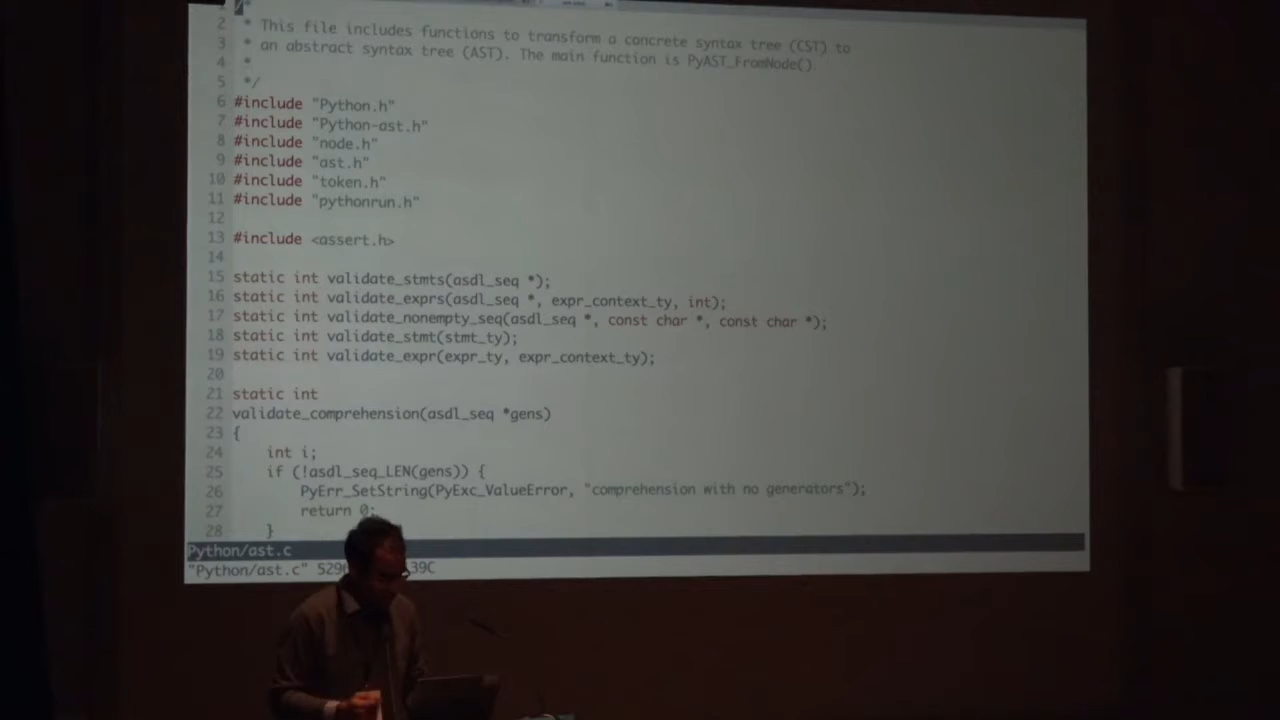 2 * This file includes functions to transform a concrete syntax tree (CST) to
3 * an abstract syntax tree (AST). The main function is PyAST_FromNode().
4 *
5 */
6 #include "Python.h"
7 #include "Python-ast.h"
8 #include "node.h"
9 #include "ast.h"
10 #include "token.h"
11 #include "pythonrun.h"
12
13 #include <assert.h>
14
15 static int validate_stmts(asdl_seq *);
16 static int validate_exprs(asdl_seq *, expr_context_ty, int);
17 static int validate_nonempty_seq(asdl_seq *, const char *, const char *);
18 static int validate_stmt(stmt_ty);
19 static int validate_expr(expr_ty, expr_context_ty);
20
21 static int
22 validate_comprehension(asdl_seq *gens)
23 {
24 int i;
25 if (!asdl_seq_LEN(gens)) {
26 PyErr_SetString(PyExc_ValueError, "comprehension with no generators");
27 return 0;
28 }
Python/ast.c
"Python/ast.c" 529 39C